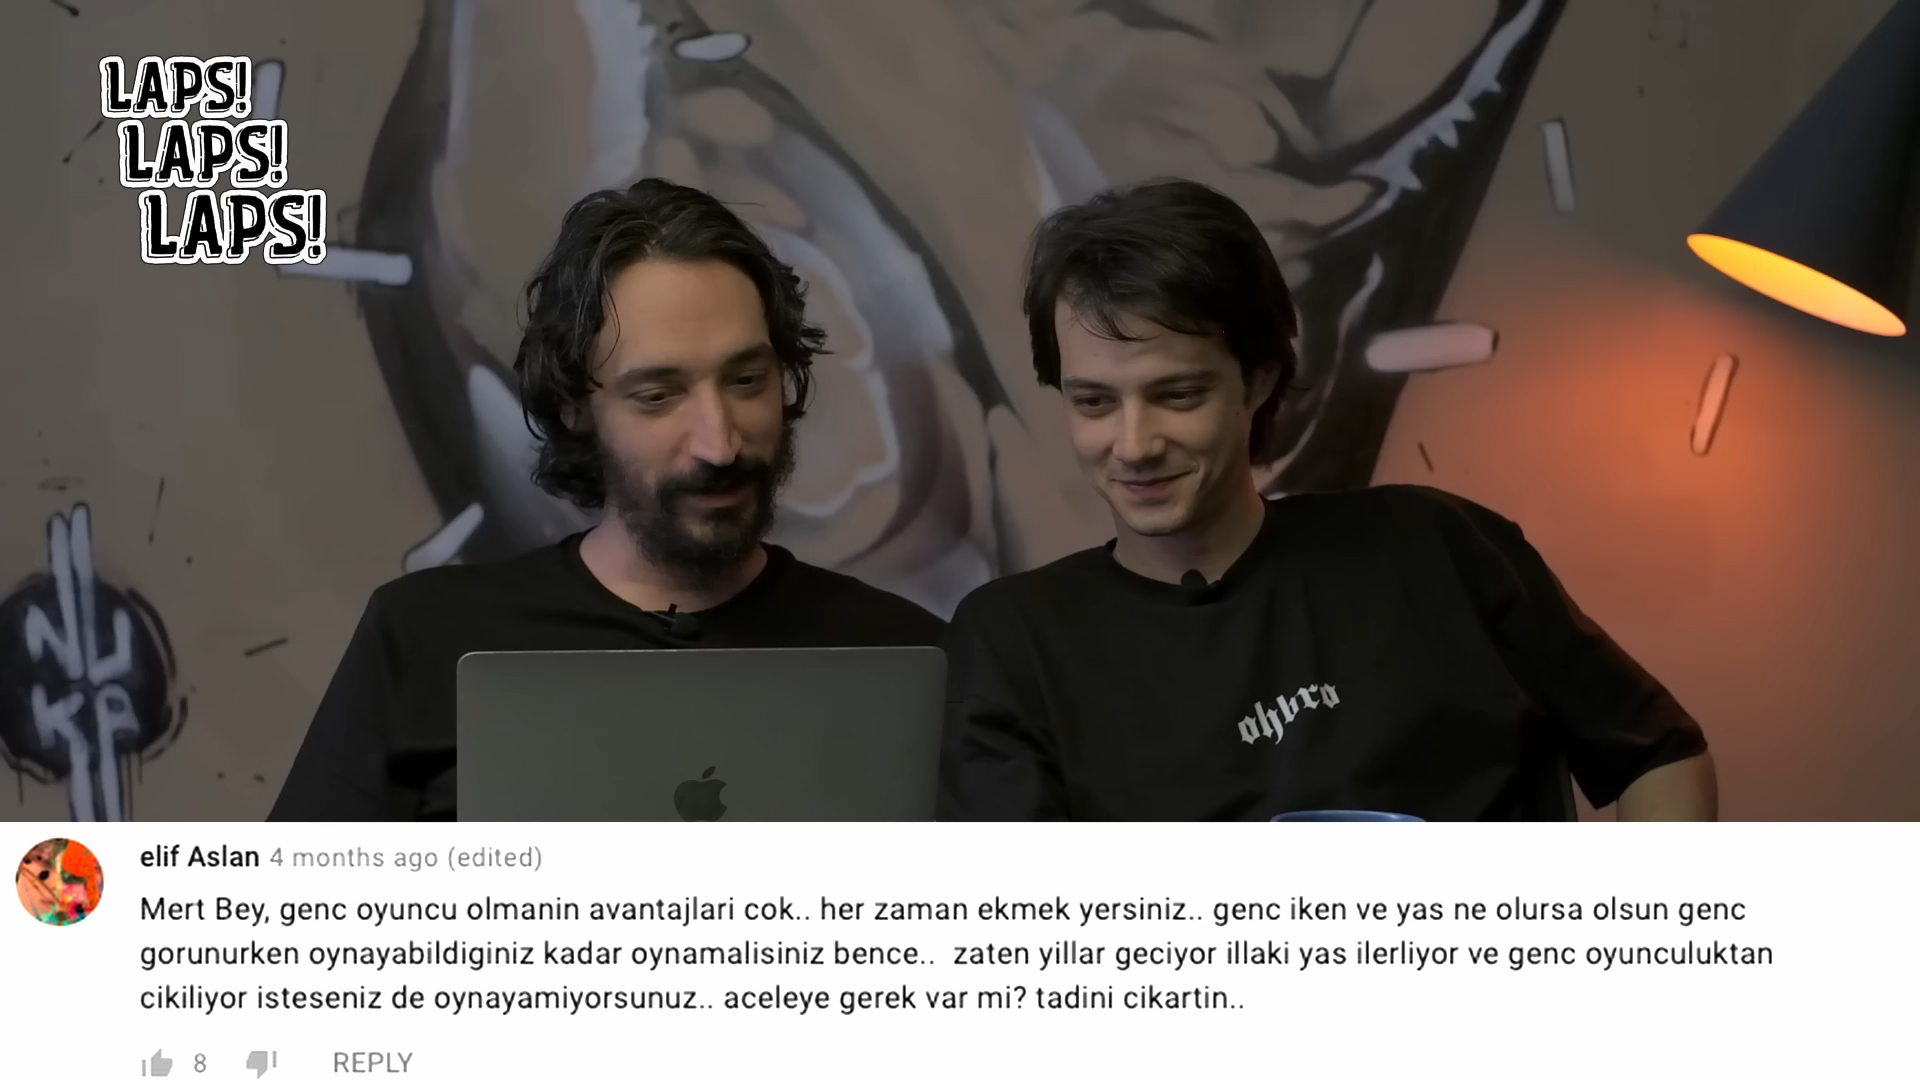 LAPS!
LAPS!
LAPS!
NU
KA
ohbro
elif Aslan 4 months ago (edited)
Mert Bey, genc oyuncu olmanin avantajlari cok.. her zaman ekmek yersiniz.. genc iken ve yas ne olursa olsun genc
gorunurken oynayabildiginiz kadar oynamalisiniz bence.. zaten yillar geciyor illaki yas ilerliyor ve genc oyunculuktan
cikiliyor isteseniz de oynayamiyorsunuz.. aceleye gerek var mi? tadini cikartin..
8 REPLY